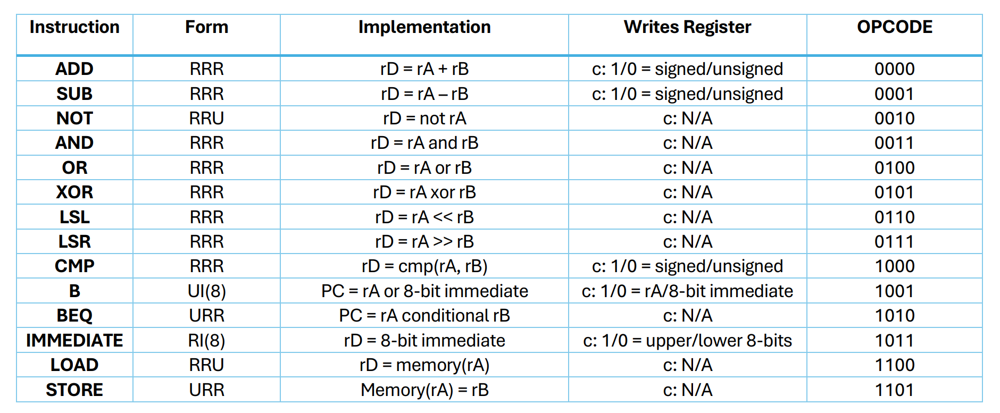 Instruction Form Implementation Writes Register OPCODE
ADD RRR rD = rA + rB c: 1/0 = signed/unsigned 0000
SUB RRR rD = rA – rB c: 1/0 = signed/unsigned 0001
NOT RRU rD = not rA c: N/A 0010
AND RRR rD = rA and rB c: N/A 0011
OR RRR rD = rA or rB c: N/A 0100
XOR RRR rD = rA xor rB c: N/A 0101
LSL RRR rD = rA << rB c: N/A 0110
LSR RRR rD = rA >> rB c: N/A 0111
CMP RRR rD = cmp(rA, rB) c: 1/0 = signed/unsigned 1000
B UI(8) PC = rA or 8-bit immediate c: 1/0 = rA/8-bit immediate 1001
BEQ URR PC = rA conditional rB c: N/A 1010
IMMEDIATE RI(8) rD = 8-bit immediate c: 1/0 = upper/lower 8-bits 1011
LOAD RRU rD = memory(rA) c: N/A 1100
STORE URR Memory(rA) = rB c: N/A 1101